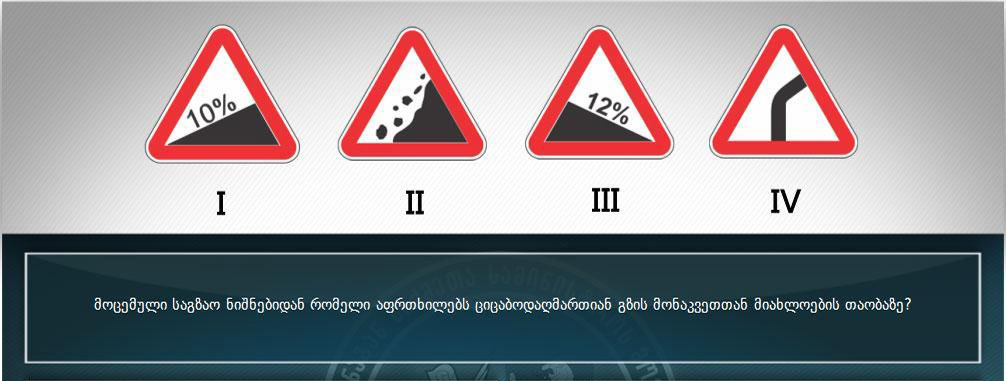 10%
12%
I
II
III
IV
მოცემული საგზაო ნიშნებიდან რომელი აფრთხილებს ციცაბოდაღმართიან გზის მონაკვეთთან მიახლოების თაობაზე?